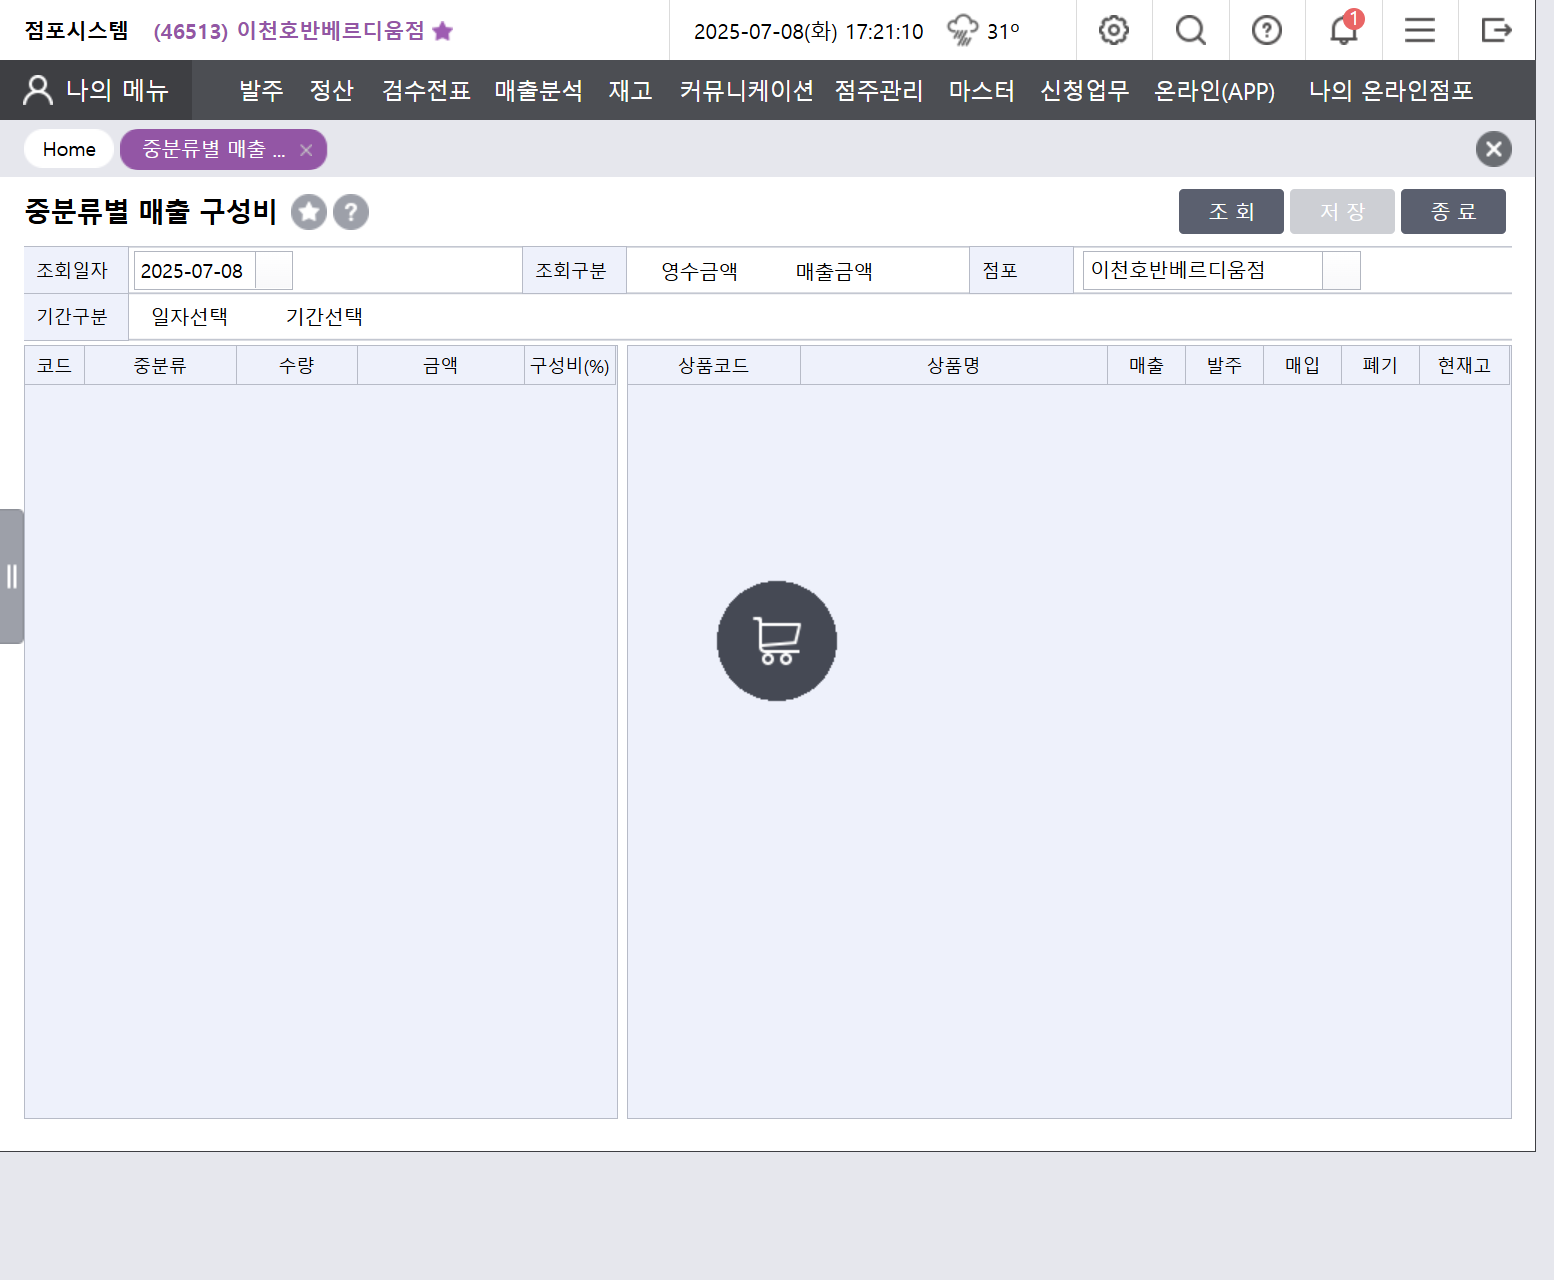 점포시스템 (46513) 이천호반베르디움점 2025-07-08(화) 17:21:10 31º 1
나의 메뉴 발주 정산 검수전표 매출분석 재고 커뮤니케이션 점주관리 마스터 신청업무 온라인(APP) 나의 온라인점포
Home 중분류별 매출 ...
중분류별 매출 구성비 조 회 저 장 종 료
조회일자 2025-07-08 조회구분 영수금액 매출금액 점포 이천호반베르디움점
기간구분 일자선택 기간선택
코드 중분류 수량 금액 구성비(%) 상품코드 상품명 매출 발주 매입 폐기 현재고